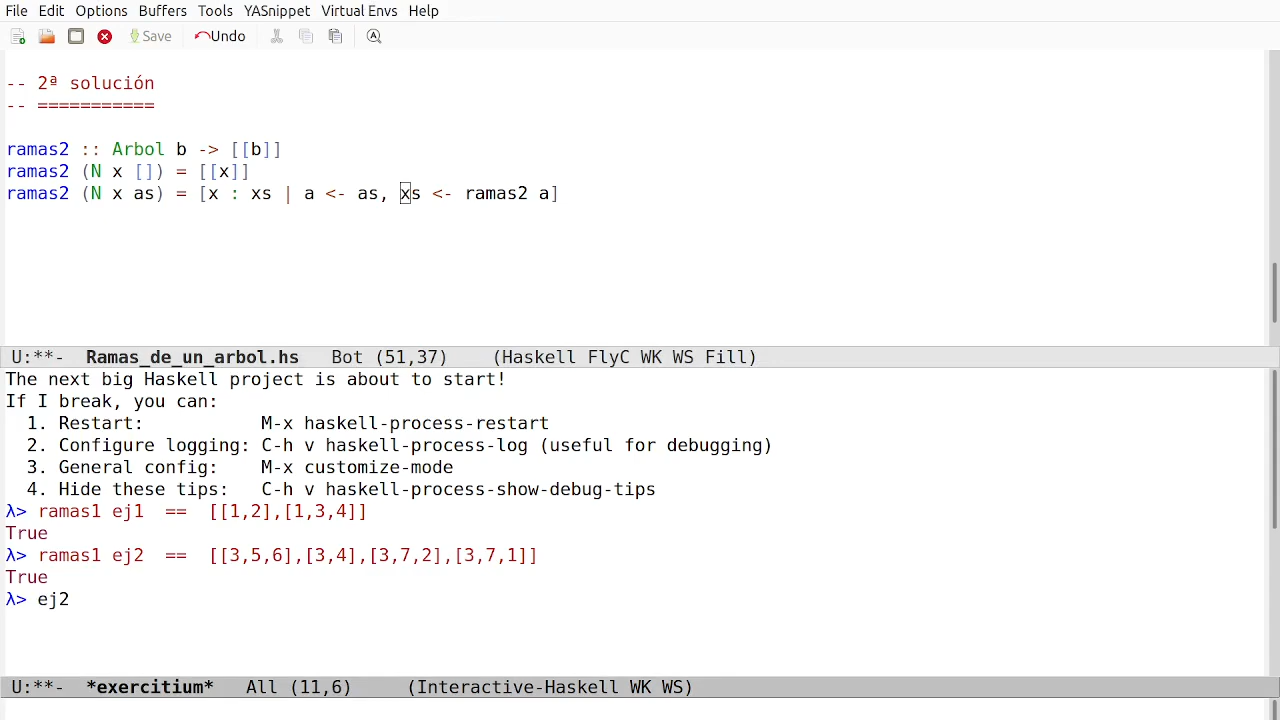 File Edit Options Buffers Tools YASnippet Virtual Envs Help
Save Undo
-- 2ª solución
-- ===========
ramas2 :: Arbol b -> [[b]]
ramas2 (N x []) = [[x]]
ramas2 (N x as) = [x : xs | a <- as, xs <- ramas2 a]
U:**-  Ramas_de_un_arbol.hs   Bot (51,37)    (Haskell FlyC WK WS Fill)
The next big Haskell project is about to start!
If I break, you can:
  1. Restart:           M-x haskell-process-restart
  2. Configure logging: C-h v haskell-process-log (useful for debugging)
  3. General config:    M-x customize-mode
  4. Hide these tips:   C-h v haskell-process-show-debug-tips
λ> ramas1 ej1  ==  [[1,2],[1,3,4]]
True
λ> ramas1 ej2  ==  [[3,5,6],[3,4],[3,7,2],[3,7,1]]
True
λ> ej2
U:**-  *exercitium*   All (11,6)     (Interactive-Haskell WK WS)